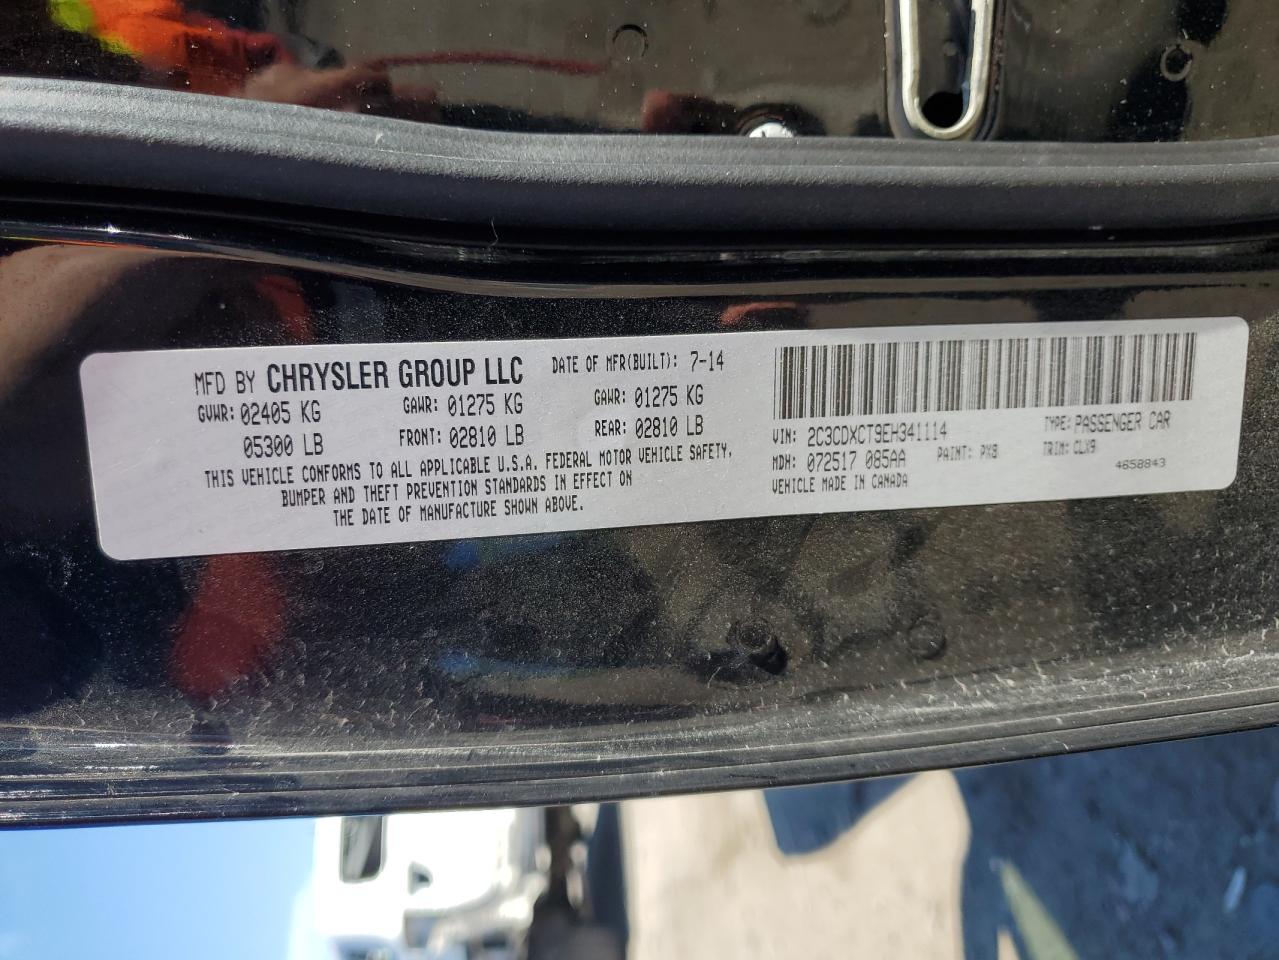 MFD BY CHRYSLER GROUP LLC DATE OF MFR(BUILT): 7-14
GVWR: 02405 KG GAWR: 01275 KG GAWR: 01275 KG
05300 LB FRONT: 02810 LB REAR: 02810 LB
THIS VEHICLE CONFORMS TO ALL APPLICABLE U.S.A. FEDERAL MOTOR VEHICLE SAFETY,
BUMPER AND THEFT PREVENTION STANDARDS IN EFFECT ON
THE DATE OF MANUFACTURE SHOWN ABOVE.
VIN: 2C3CDXCT9EH341114 TYPE: PASSENGER CAR
MDH: 072517 085AA PAINT: PX8 TRIM: CLX9
VEHICLE MADE IN CANADA 4658843